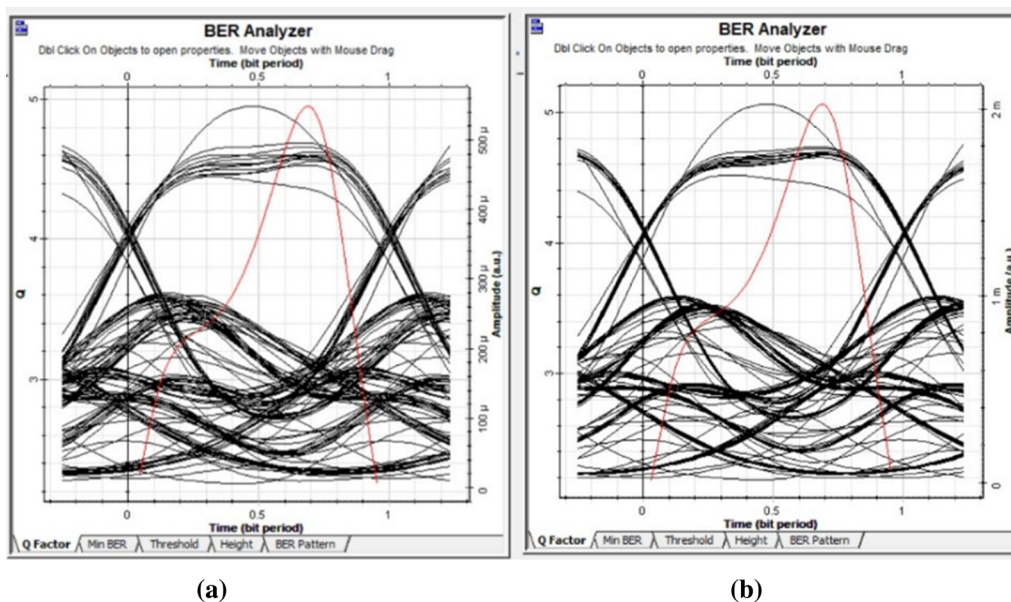 BER Analyzer
Dbl Click On Objects to open properties. Move Objects with Mouse Drag
Time (bit period)
0 0.5 1
5
4
3
Q
500 µ
400 µ
300 µ
200 µ
100 µ
0
Amplitude (a.u.)
0 0.5 1
Time (bit period)
Q Factor Min BER Threshold Height BER Pattern
(a)
BER Analyzer
Dbl Click On Objects to open properties. Move Objects with Mouse Drag
Time (bit period)
0 0.5 1
5
4
3
Q
2 m
1 m
0
Amplitude (a.u.)
0 0.5 1
Time (bit period)
Q Factor Min BER Threshold Height BER Pattern
(b)